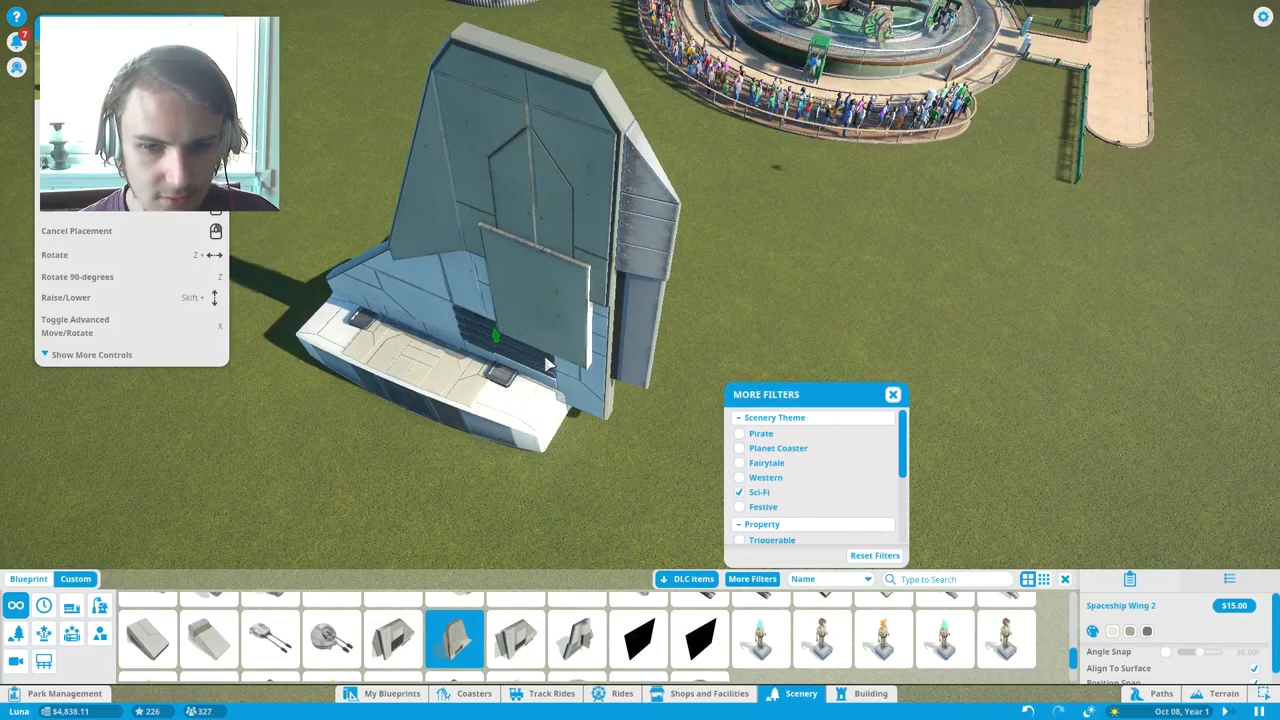 ?
7
Cancel Placement
Rotate Z +
Rotate 90-degrees Z
Raise/Lower Skift +
Toggle Advanced
Move/Rotate X
Show More Controls
MORE FILTERS
- Scenery Theme
Pirate
Planet Coaster
Fairytale
Western
Sci-Fi
Festive
- Property
Triggerable
Reset Filters
Blueprint Custom DLC items More Filters Name Type to Search
Spaceship Wing 2 $15.00
Angle Snap 30.00°
Align To Surface
Park Management My Blueprints Coasters Track Rides Rides Shops and Facilities Scenery Building Paths Terrain
Luna $4,838.11 226 327 Oct 08, Year 1